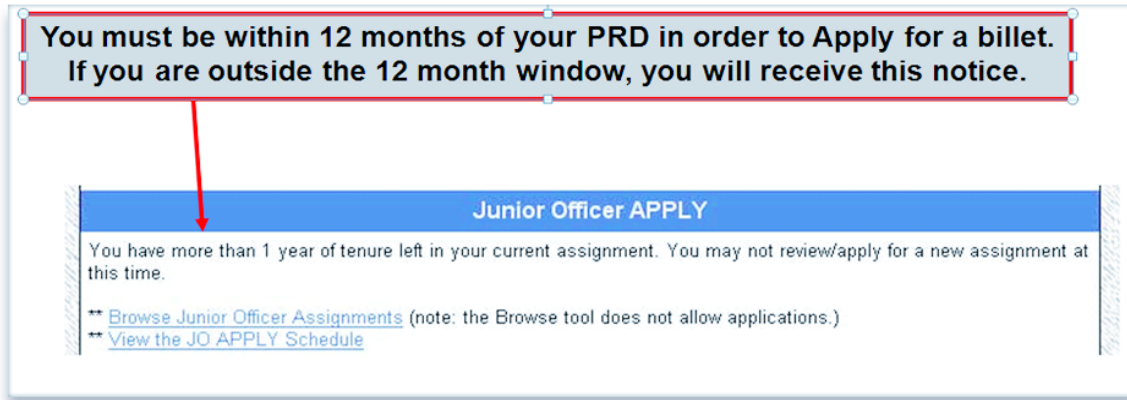 You must be within 12 months of your PRD in order to Apply for a billet.
If you are outside the 12 month window, you will receive this notice.
Junior Officer APPLY
You have more than 1 year of tenure left in your current assignment. You may not review/apply for a new assignment at
this time.
** Browse Junior Officer Assignments (note: the Browse tool does not allow applications.)
** View the JO APPLY Schedule